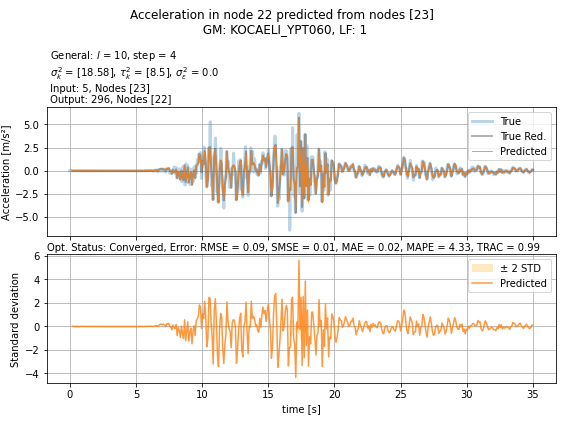 Acceleration in node 22 predicted from nodes [23]
GM: KOCAELI_YPT060, LF: 1
General: l = 10, step = 4
σ²ₖ = [18.58], τ²ₖ = [8.5], σ²ε = 0.0
Input: 5, Nodes [23]
Output: 296, Nodes [22]
Acceleration [m/s²]
5.0
2.5
0.0
−2.5
−5.0
True
True Red.
Predicted
Opt. Status: Converged, Error: RMSE = 0.09, SMSE = 0.01, MAE = 0.02, MAPE = 4.33, TRAC = 0.99
Standard deviation
6
4
2
0
−2
−4
± 2 STD
Predicted
0 5 10 15 20 25 30 35
time [s]